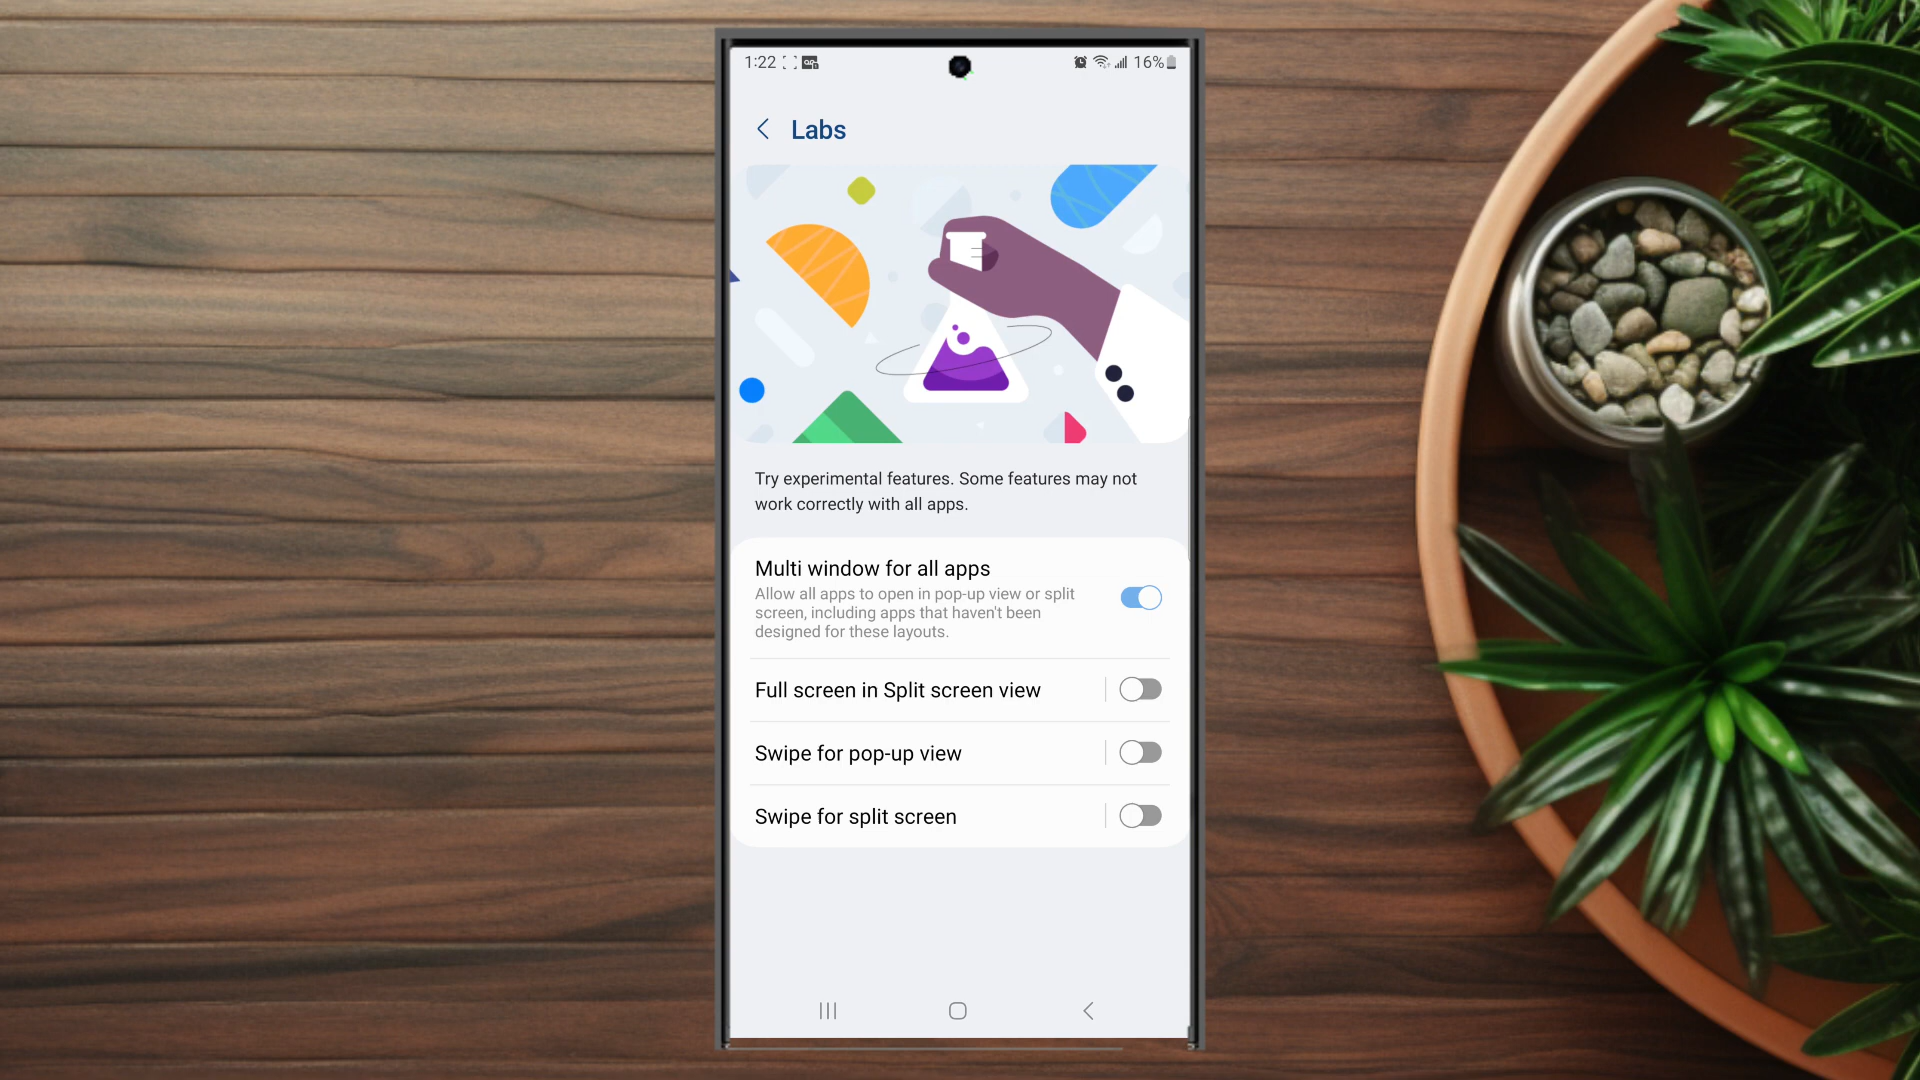 1:22 16%
Labs
Try experimental features. Some features may not
work correctly with all apps.
Multi window for all apps
Allow all apps to open in pop-up view or split
screen, including apps that haven't been
designed for these layouts.
Full screen in Split screen view
Swipe for pop-up view
Swipe for split screen